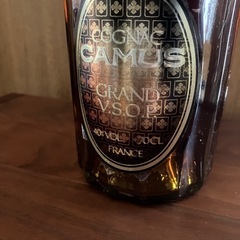 COGNAC
CAMUS
GRAND
V.S.O.P
40%VOL 70CL
FRANCE